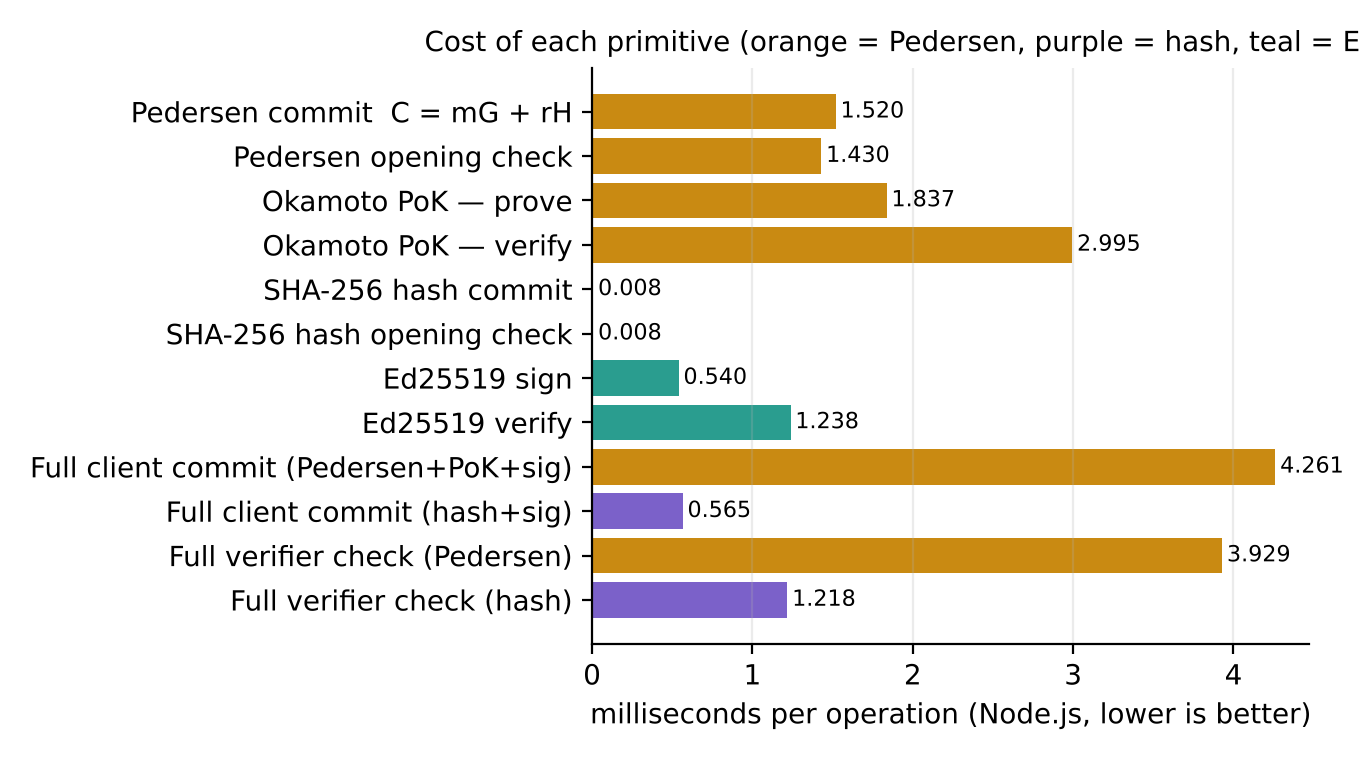 Cost of each primitive (orange = Pedersen, purple = hash, teal = E
Pedersen commit  C = mG + rH
1.520
Pedersen opening check
1.430
Okamoto PoK — prove
1.837
Okamoto PoK — verify
2.995
SHA-256 hash commit
0.008
SHA-256 hash opening check
0.008
Ed25519 sign
0.540
Ed25519 verify
1.238
Full client commit (Pedersen+PoK+sig)
4.261
Full client commit (hash+sig)
0.565
Full verifier check (Pedersen)
3.929
Full verifier check (hash)
1.218
0 1 2 3 4
milliseconds per operation (Node.js, lower is better)